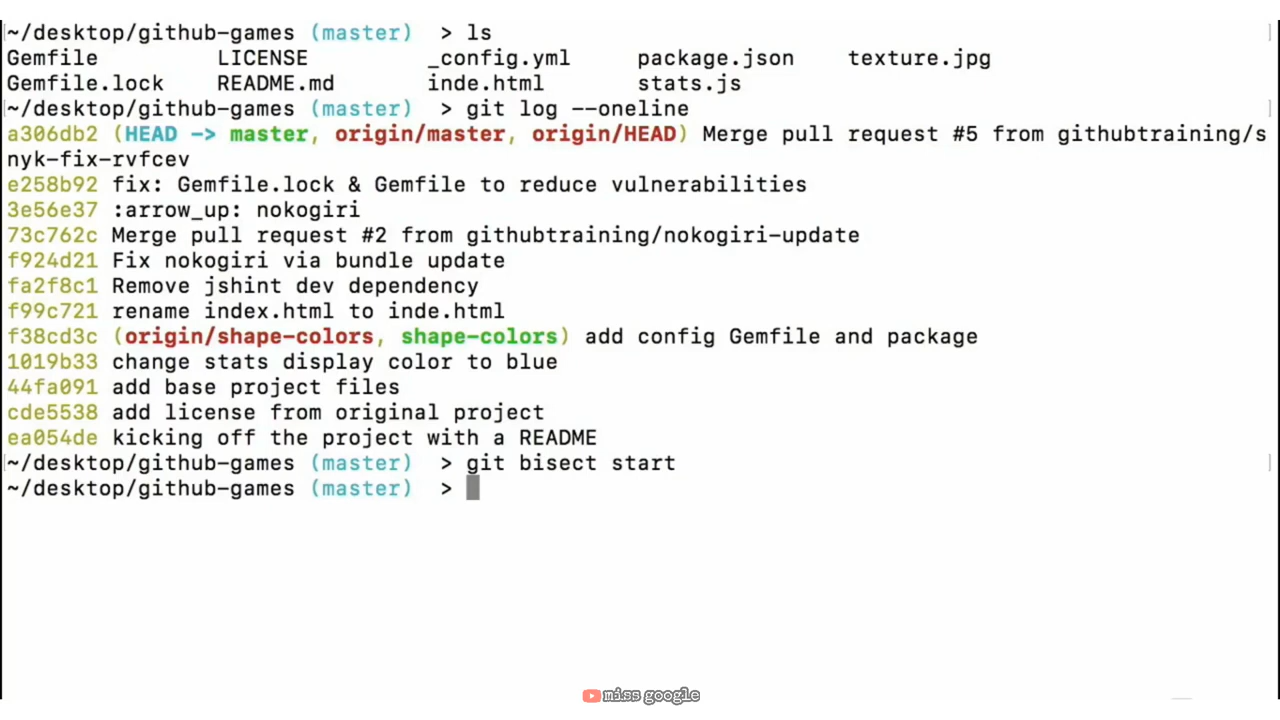 ~/desktop/github-games (master) > ls
Gemfile LICENSE _config.yml package.json texture.jpg
Gemfile.lock README.md inde.html stats.js
~/desktop/github-games (master) > git log --oneline
a306db2 (HEAD -> master, origin/master, origin/HEAD) Merge pull request #5 from githubtraining/s
nyk-fix-rvfcev
e258b92 fix: Gemfile.lock & Gemfile to reduce vulnerabilities
3e56e37 :arrow_up: nokogiri
73c762c Merge pull request #2 from githubtraining/nokogiri-update
f924d21 Fix nokogiri via bundle update
fa2f8c1 Remove jshint dev dependency
f99c721 rename index.html to inde.html
f38cd3c (origin/shape-colors, shape-colors) add config Gemfile and package
1019b33 change stats display color to blue
44fa091 add base project files
cde5538 add license from original project
ea054de kicking off the project with a README
~/desktop/github-games (master) > git bisect start
~/desktop/github-games (master) >
miss google